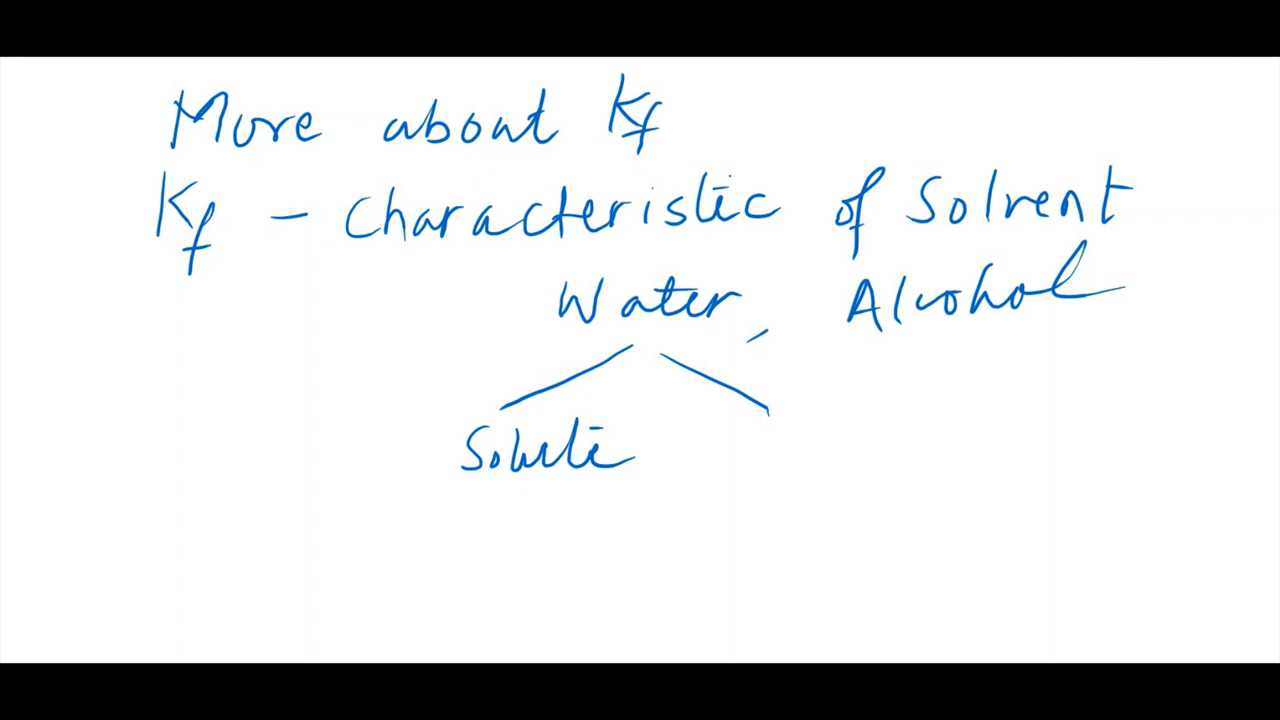 More about Kf
Kf - Characteristic of Solvent
Water, Alcohol
Solute